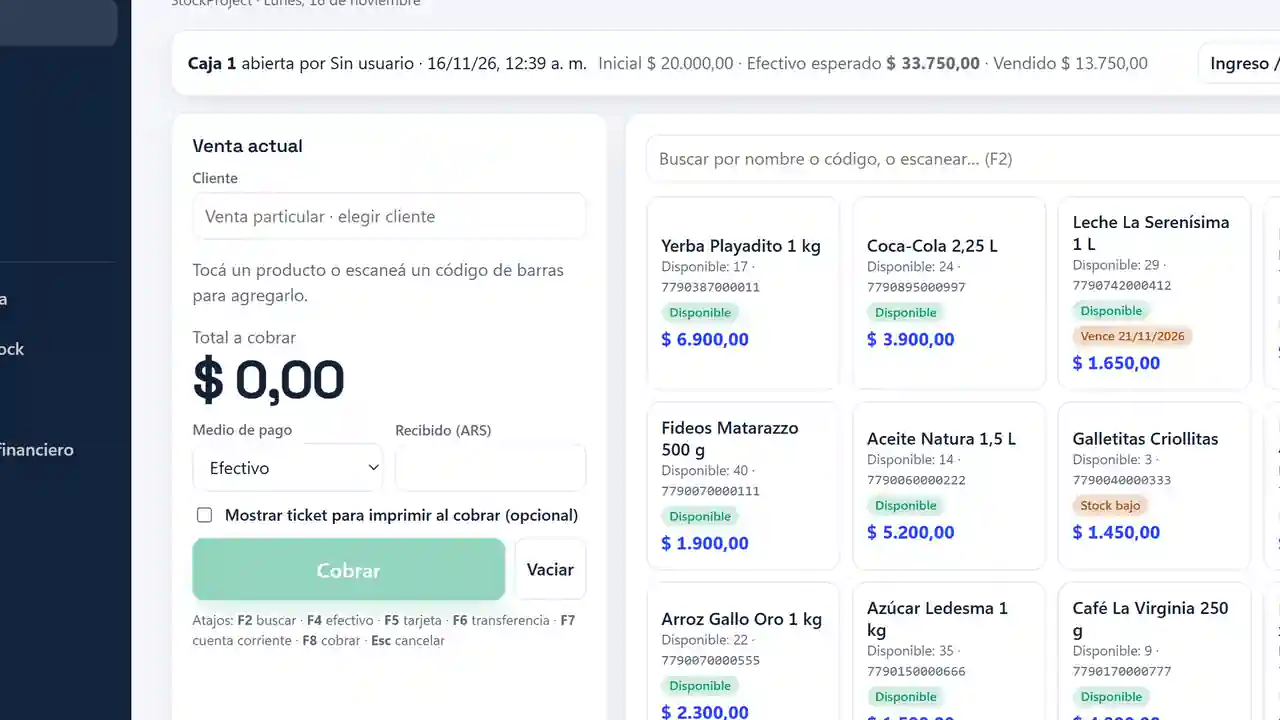 StockProject · Lunes, 16 de noviembre
Caja 1 abierta por Sin usuario · 16/11/26, 12:39 a. m. Inicial $ 20.000,00 · Efectivo esperado $ 33.750,00 · Vendido $ 13.750,00
Ingreso /
Venta actual
Cliente
Venta particular · elegir cliente
Tocá un producto o escaneá un código de barras
para agregarlo.
Total a cobrar
$ 0,00
Medio de pago
Recibido (ARS)
Efectivo
Mostrar ticket para imprimir al cobrar (opcional)
Cobrar
Vaciar
Atajos: F2 buscar · F4 efectivo · F5 tarjeta · F6 transferencia · F7
cuenta corriente · F8 cobrar · Esc cancelar
Buscar por nombre o código, o escanear... (F2)
Yerba Playadito 1 kg
Disponible: 17 ·
7790387000011
Disponible
$ 6.900,00
Coca-Cola 2,25 L
Disponible: 24 ·
7790895000997
Disponible
$ 3.900,00
Leche La Serenísima
1 L
Disponible: 29 ·
7790742000412
Disponible
Vence 21/11/2026
$ 1.650,00
Fideos Matarazzo
500 g
Disponible: 40 ·
7790070000111
Disponible
$ 1.900,00
Aceite Natura 1,5 L
Disponible: 14 ·
7790060000222
Disponible
$ 5.200,00
Galletitas Criollitas
Disponible: 3 ·
7790040000333
Stock bajo
$ 1.450,00
Arroz Gallo Oro 1 kg
Disponible: 22 ·
7790070000555
Disponible
$ 2.300,00
Azúcar Ledesma 1
kg
Disponible: 35 ·
7790150000666
Disponible
Café La Virginia 250
g
Disponible: 9 ·
7790170000777
Disponible
a
ock
financiero